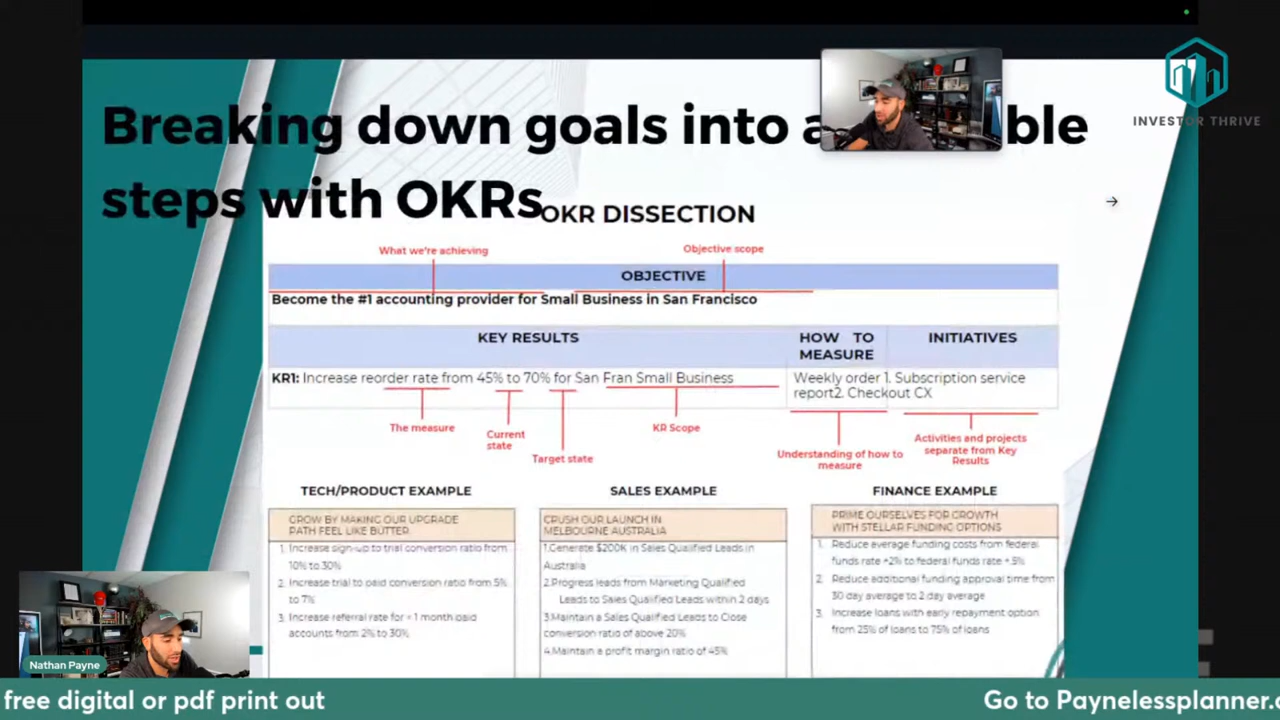 Breaking down goals into a ble
steps with OKRs
INVESTOR THRIVE
OKR DISSECTION
What we're achieving
Objective scope
OBJECTIVE
Become the #1 accounting provider for Small Business in San Francisco
KEY RESULTS
HOW TO
MEASURE
INITIATIVES
KR1: Increase reorder rate from 45% to 70% for San Fran Small Business
Weekly order 1. Subscription service
report2. Checkout CX
The measure
Current
state
Target state
KR Scope
Understanding of how to
measure
Activities and projects
separate from Key
Results
TECH/PRODUCT EXAMPLE
GROW BY MAKING OUR UPGRADE
PATH FEEL LIKE BUTTER
1. Increase sign-up to trial conversion ratio from
10% to 30%
2. Increase trial to paid conversion ratio from 5%
to 7%
3. Increase referral rate for < 1 month paid
accounts from 2% to 30%
SALES EXAMPLE
CRUSH OUR LAUNCH IN
MELBOURNE AUSTRALIA
1.Generate $200K in Sales Qualified Leads in
Australia
2.Progress leads from Marketing Qualified
Leads to Sales Qualified Leads within 2 days
3.Maintain a Sales Qualified Leads to Close
conversion ratio of above 20%
4.Maintain a profit margin ratio of 45%
FINANCE EXAMPLE
PRIME OURSELVES FOR GROWTH
WITH STELLAR FUNDING OPTIONS
1. Reduce average funding costs from federal
funds rate +2% to federal funds rate +.5%
2. Reduce additional funding approval time from
30 day average to 2 day average
3. Increase loans with early repayment option
from 25% of loans to 75% of loans
Nathan Payne
free digital or pdf print out
Go to Paynelessplanner.c